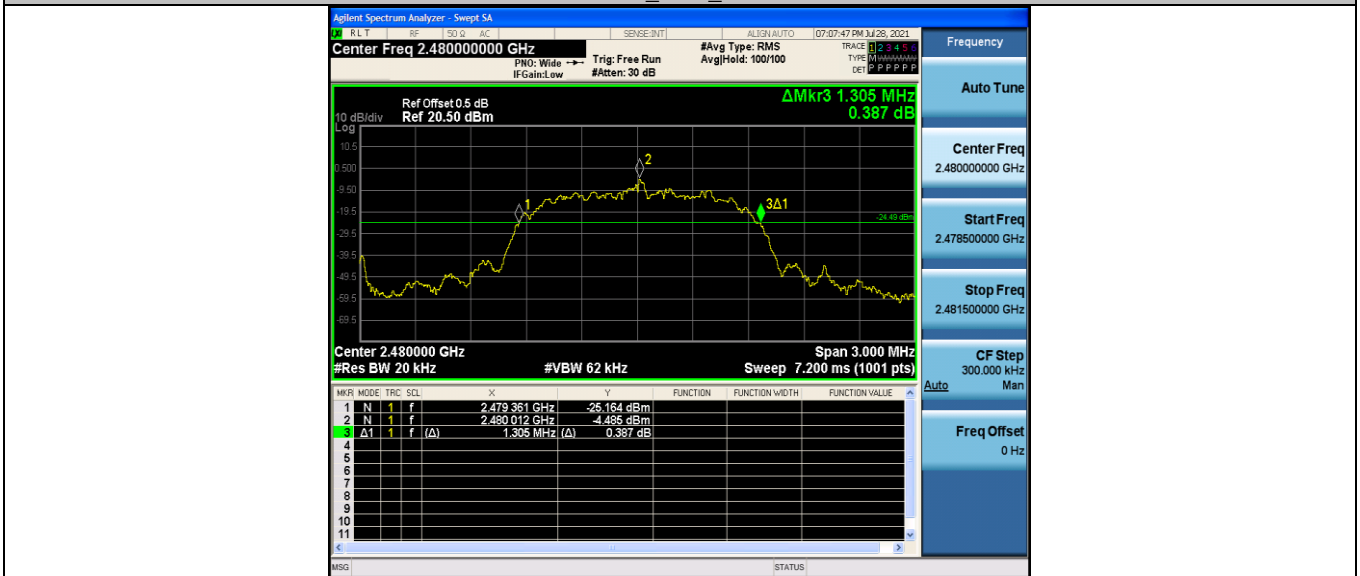 Agilent Spectrum Analyzer - Swept SA
RLT RF 50 Ω AC SENSE:INT ALIGN AUTO 07:07:47 PM Jul 28, 2021
Center Freq 2.480000000 GHz
PNO: Wide
IFGain:Low
Trig: Free Run
#Atten: 30 dB
#Avg Type: RMS
Avg|Hold: 100/100
TRACE 1 2 3 4 5 6
TYPE M
DET P P P P P P
Frequency
Auto Tune
Center Freq
2.480000000 GHz
Start Freq
2.478500000 GHz
Stop Freq
2.481500000 GHz
CF Step
300.000 kHz
Auto Man
Freq Offset
0 Hz
ΔMkr3 1.305 MHz
0.387 dB
Ref Offset 0.5 dB
10 dB/div Ref 20.50 dBm
Log
10.5
0.500
-9.50
-19.5
-29.5
-39.5
-49.5
-59.5
-69.5
1
2
3Δ1
-24.49 dBm
Center 2.480000 GHz Span 3.000 MHz
#Res BW 20 kHz #VBW 62 kHz Sweep 7.200 ms (1001 pts)
MKR MODE TRC SCL X Y FUNCTION FUNCTION WIDTH FUNCTION VALUE
1 N 1 f 2.479 361 GHz -25.164 dBm
2 N 1 f 2.480 012 GHz -4.485 dBm
3 Δ1 1 f (Δ) 1.305 MHz (Δ) 0.387 dB
4
5
6
7
8
9
10
11
MSG STATUS